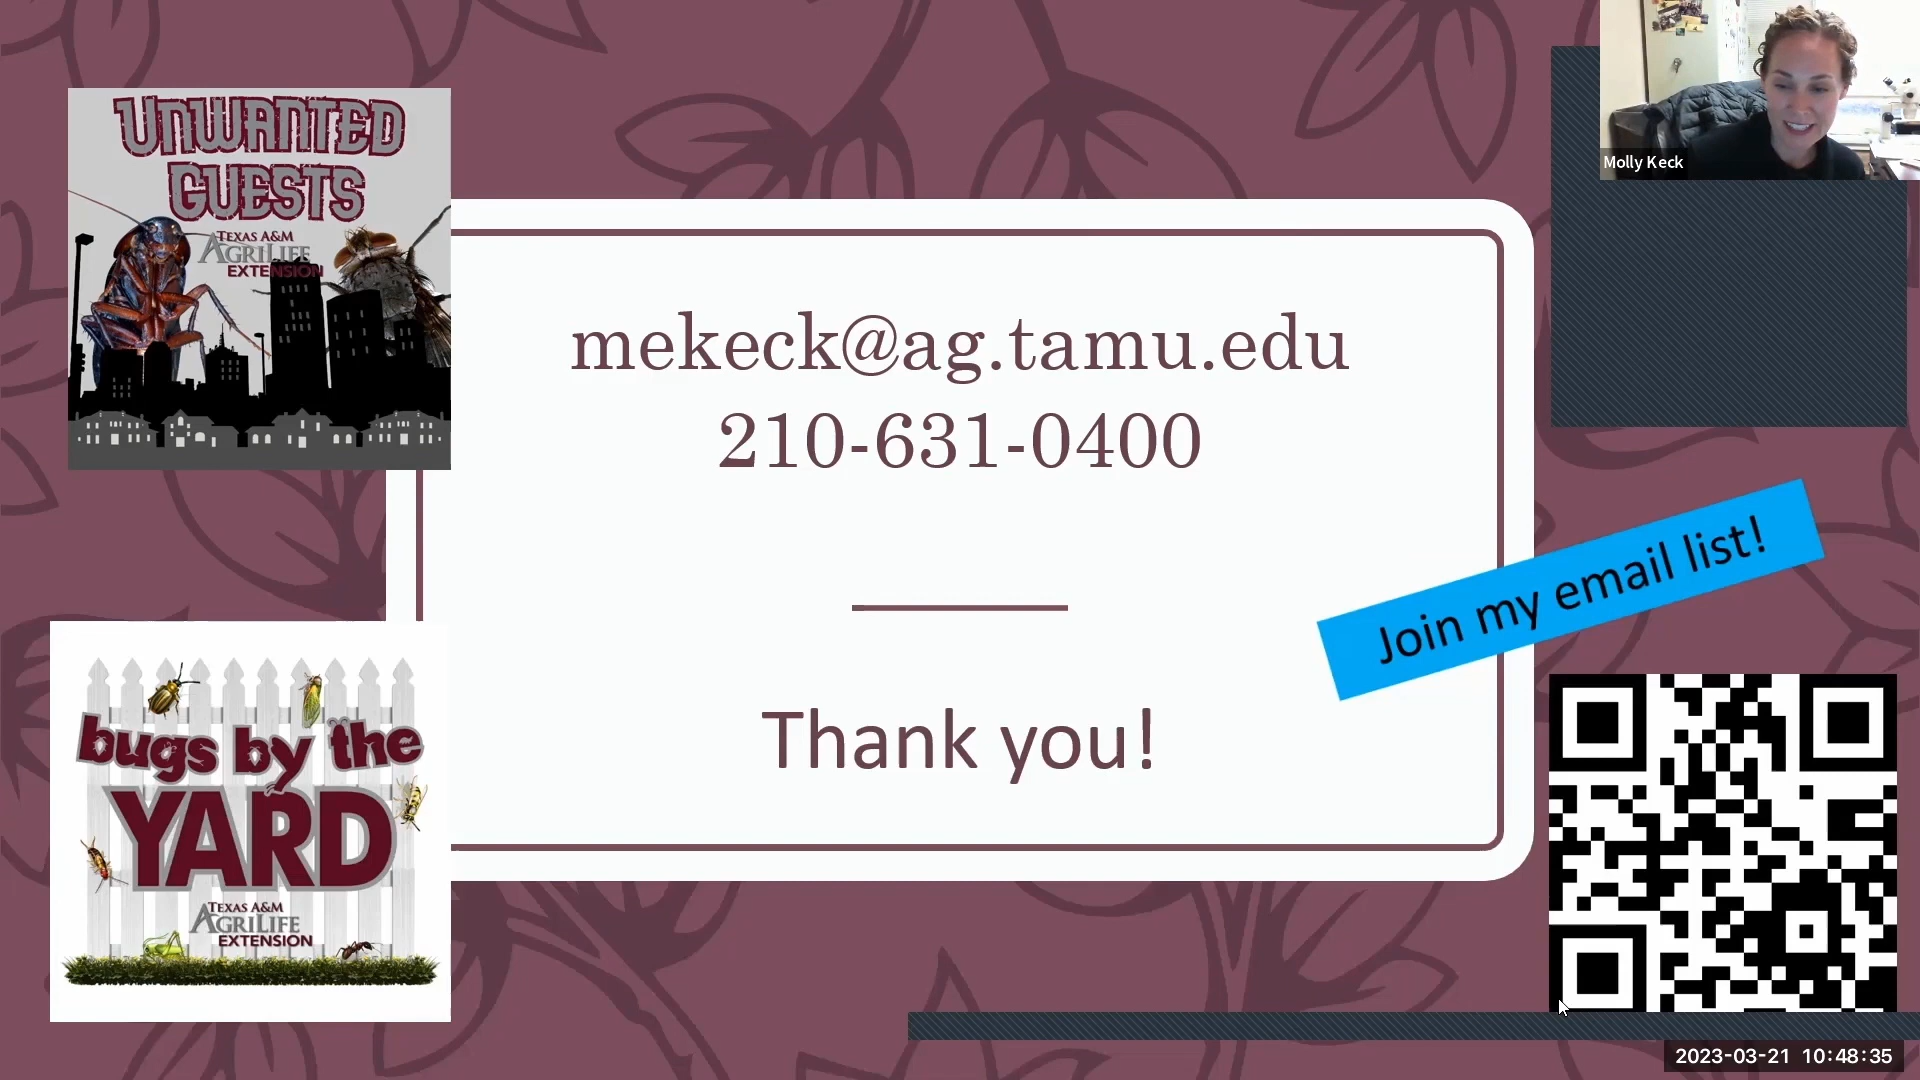 UNWANTED
GUESTS
TEXAS A&M
AGRILIFE
EXTENSION
Molly Keck
mekeck@ag.tamu.edu
210-631-0400
Join my email list!
Thank you!
bugs by the
YARD
TEXAS A&M
AGRILIFE
EXTENSION
2023-03-21 10:48:35